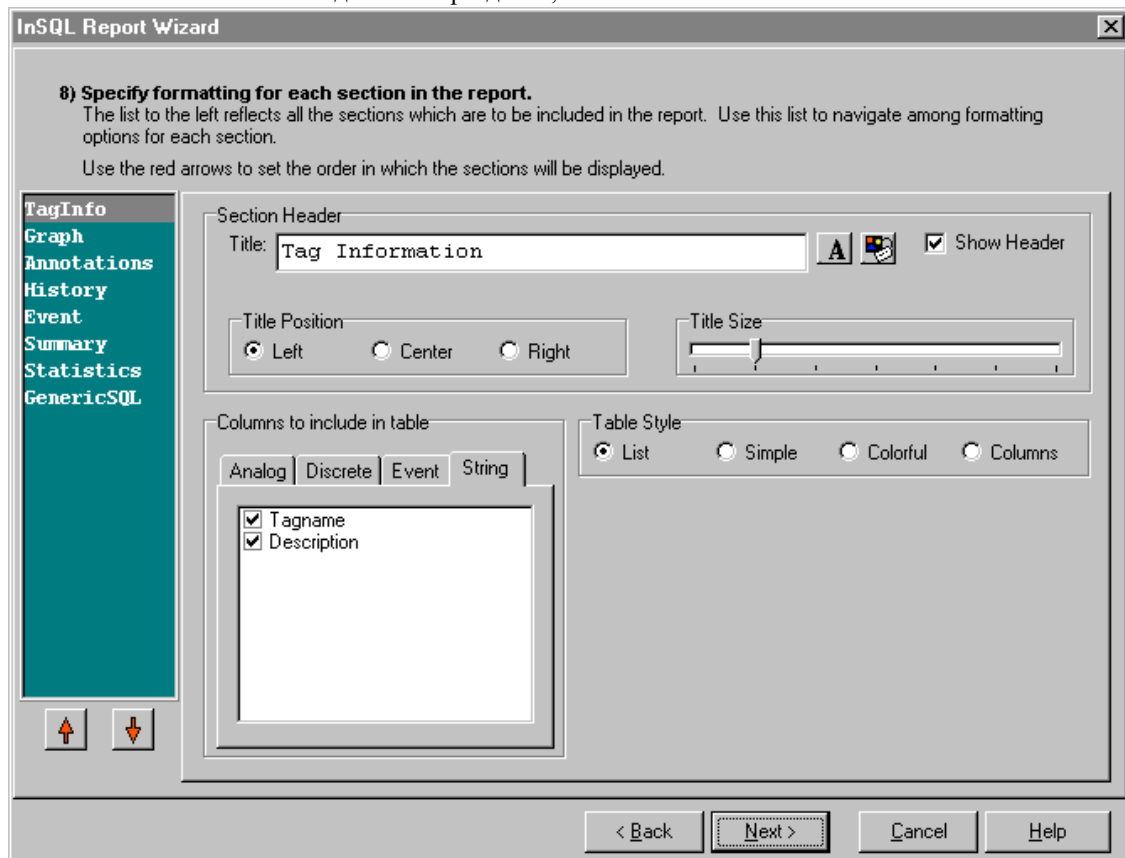 InSQL Report Wizard
8) Specify formatting for each section in the report.
The list to the left reflects all the sections which are to be included in the report. Use this list to navigate among formatting
options for each section.
Use the red arrows to set the order in which the sections will be displayed.
TagInfo
Graph
Annotations
History
Event
Summary
Statistics
GenericSQL
Section Header
Title: Tag Information A Show Header
Title Position
Left Center Right
Title Size
Columns to include in table
Analog Discrete Event String
Tagname
Description
Table Style
List Simple Colorful Columns
< Back Next > Cancel Help